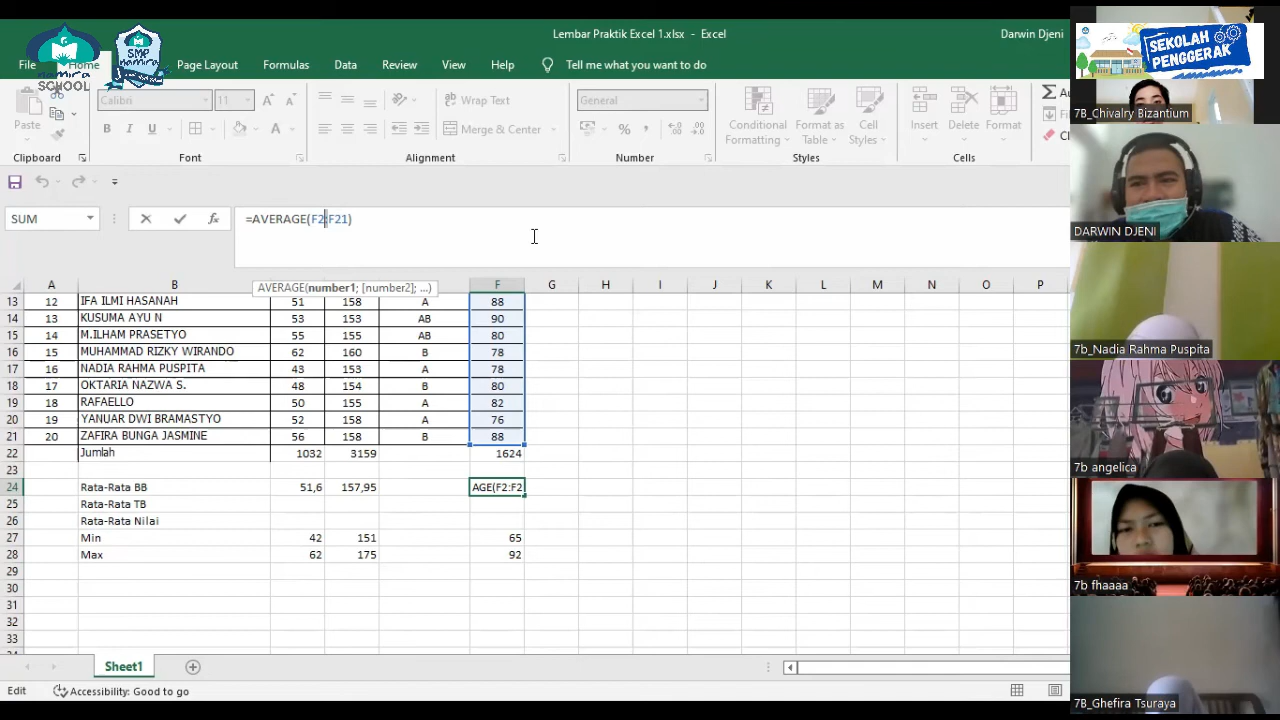 Lembar Praktik Excel 1.xlsx - Excel
Darwin Djeni
SMP
SCHOOL
SEKOLAH
PENGGERAK
File Home Page Layout Formulas Data Review View Help Tell me what you want to do
Paste
Calibri 11
Wrap Text
Merge & Center
General
Conditional Formatting
Format as Table
Cell Styles
Insert Delete Format
Clipboard Font Alignment Number Styles Cells
SUM =AVERAGE(F2:F21)
AVERAGE(number1; [number2]; ...)
A B F G H I J K L M N O P
13 12 IFA ILMI HASANAH 51 158 A 88
14 13 KUSUMA AYU N 53 153 AB 90
15 14 M.ILHAM PRASETYO 55 155 AB 80
16 15 MUHAMMAD RIZKY WIRANDO 62 160 B 78
17 16 NADIA RAHMA PUSPITA 43 153 A 78
18 17 OKTARIA NAZWA S. 48 154 B 80
19 18 RAFAELLO 50 155 A 82
20 19 YANUAR DWI BRAMASTYO 52 158 A 76
21 20 ZAFIRA BUNGA JASMINE 56 158 B 88
22 Jumlah 1032 3159 1624
23
24 Rata-Rata BB 51,6 157,95 AGE(F2:F2
25 Rata-Rata TB
26 Rata-Rata Nilai
27 Min 42 151 65
28 Max 62 175 92
29
30
31
32
33
Sheet1
Edit Accessibility: Good to go
7B_Chivalry Bizantium
DARWIN DJENI
7b_Nadia Rahma Puspita
7b angelica
7b fhaaaa
7B_Ghefira Tsuraya